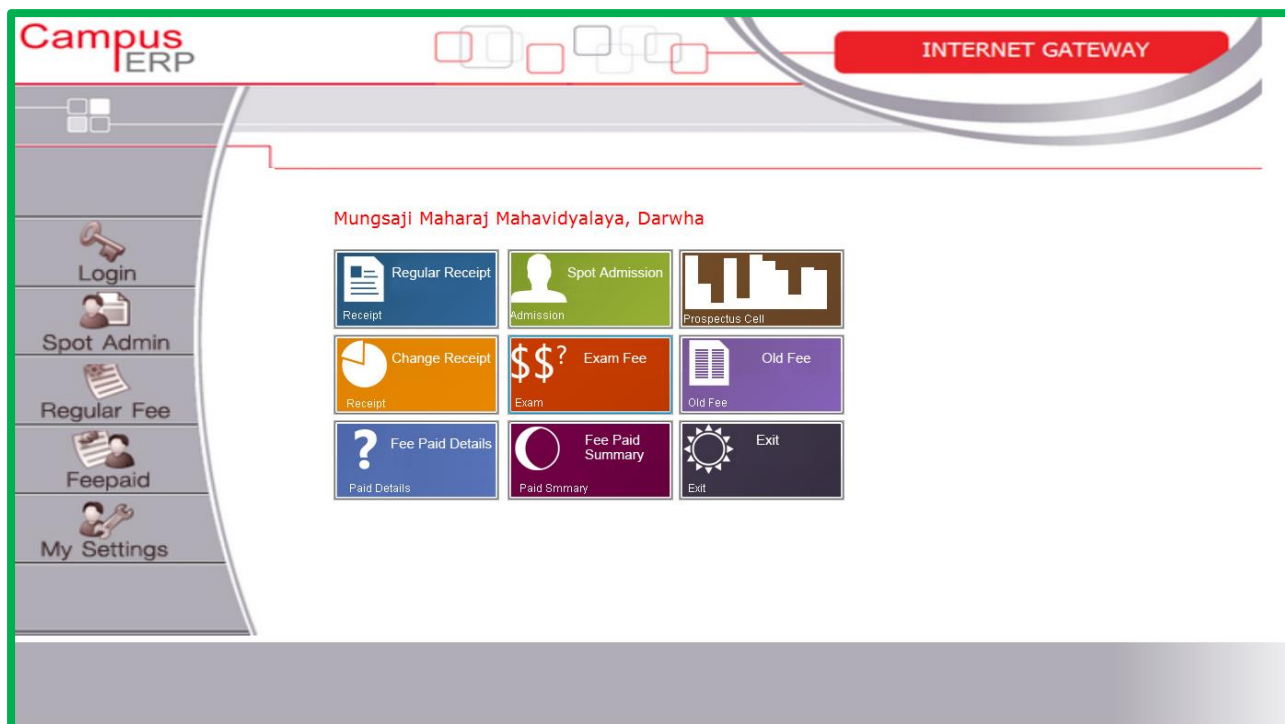 Campus
ERP
INTERNET GATEWAY
Login
Spot Admin
Regular Fee
Feepaid
My Settings
Mungsaji Maharaj Mahavidyalaya, Darwha
Regular Receipt
Receipt
Spot Admission
Admission
Prospectus Cell
Change Receipt
Receipt
$$? Exam Fee
Exam
Old Fee
Old Fee
? Fee Paid Details
Paid Details
Fee Paid
Summary
Paid Smmary
Exit
Exit